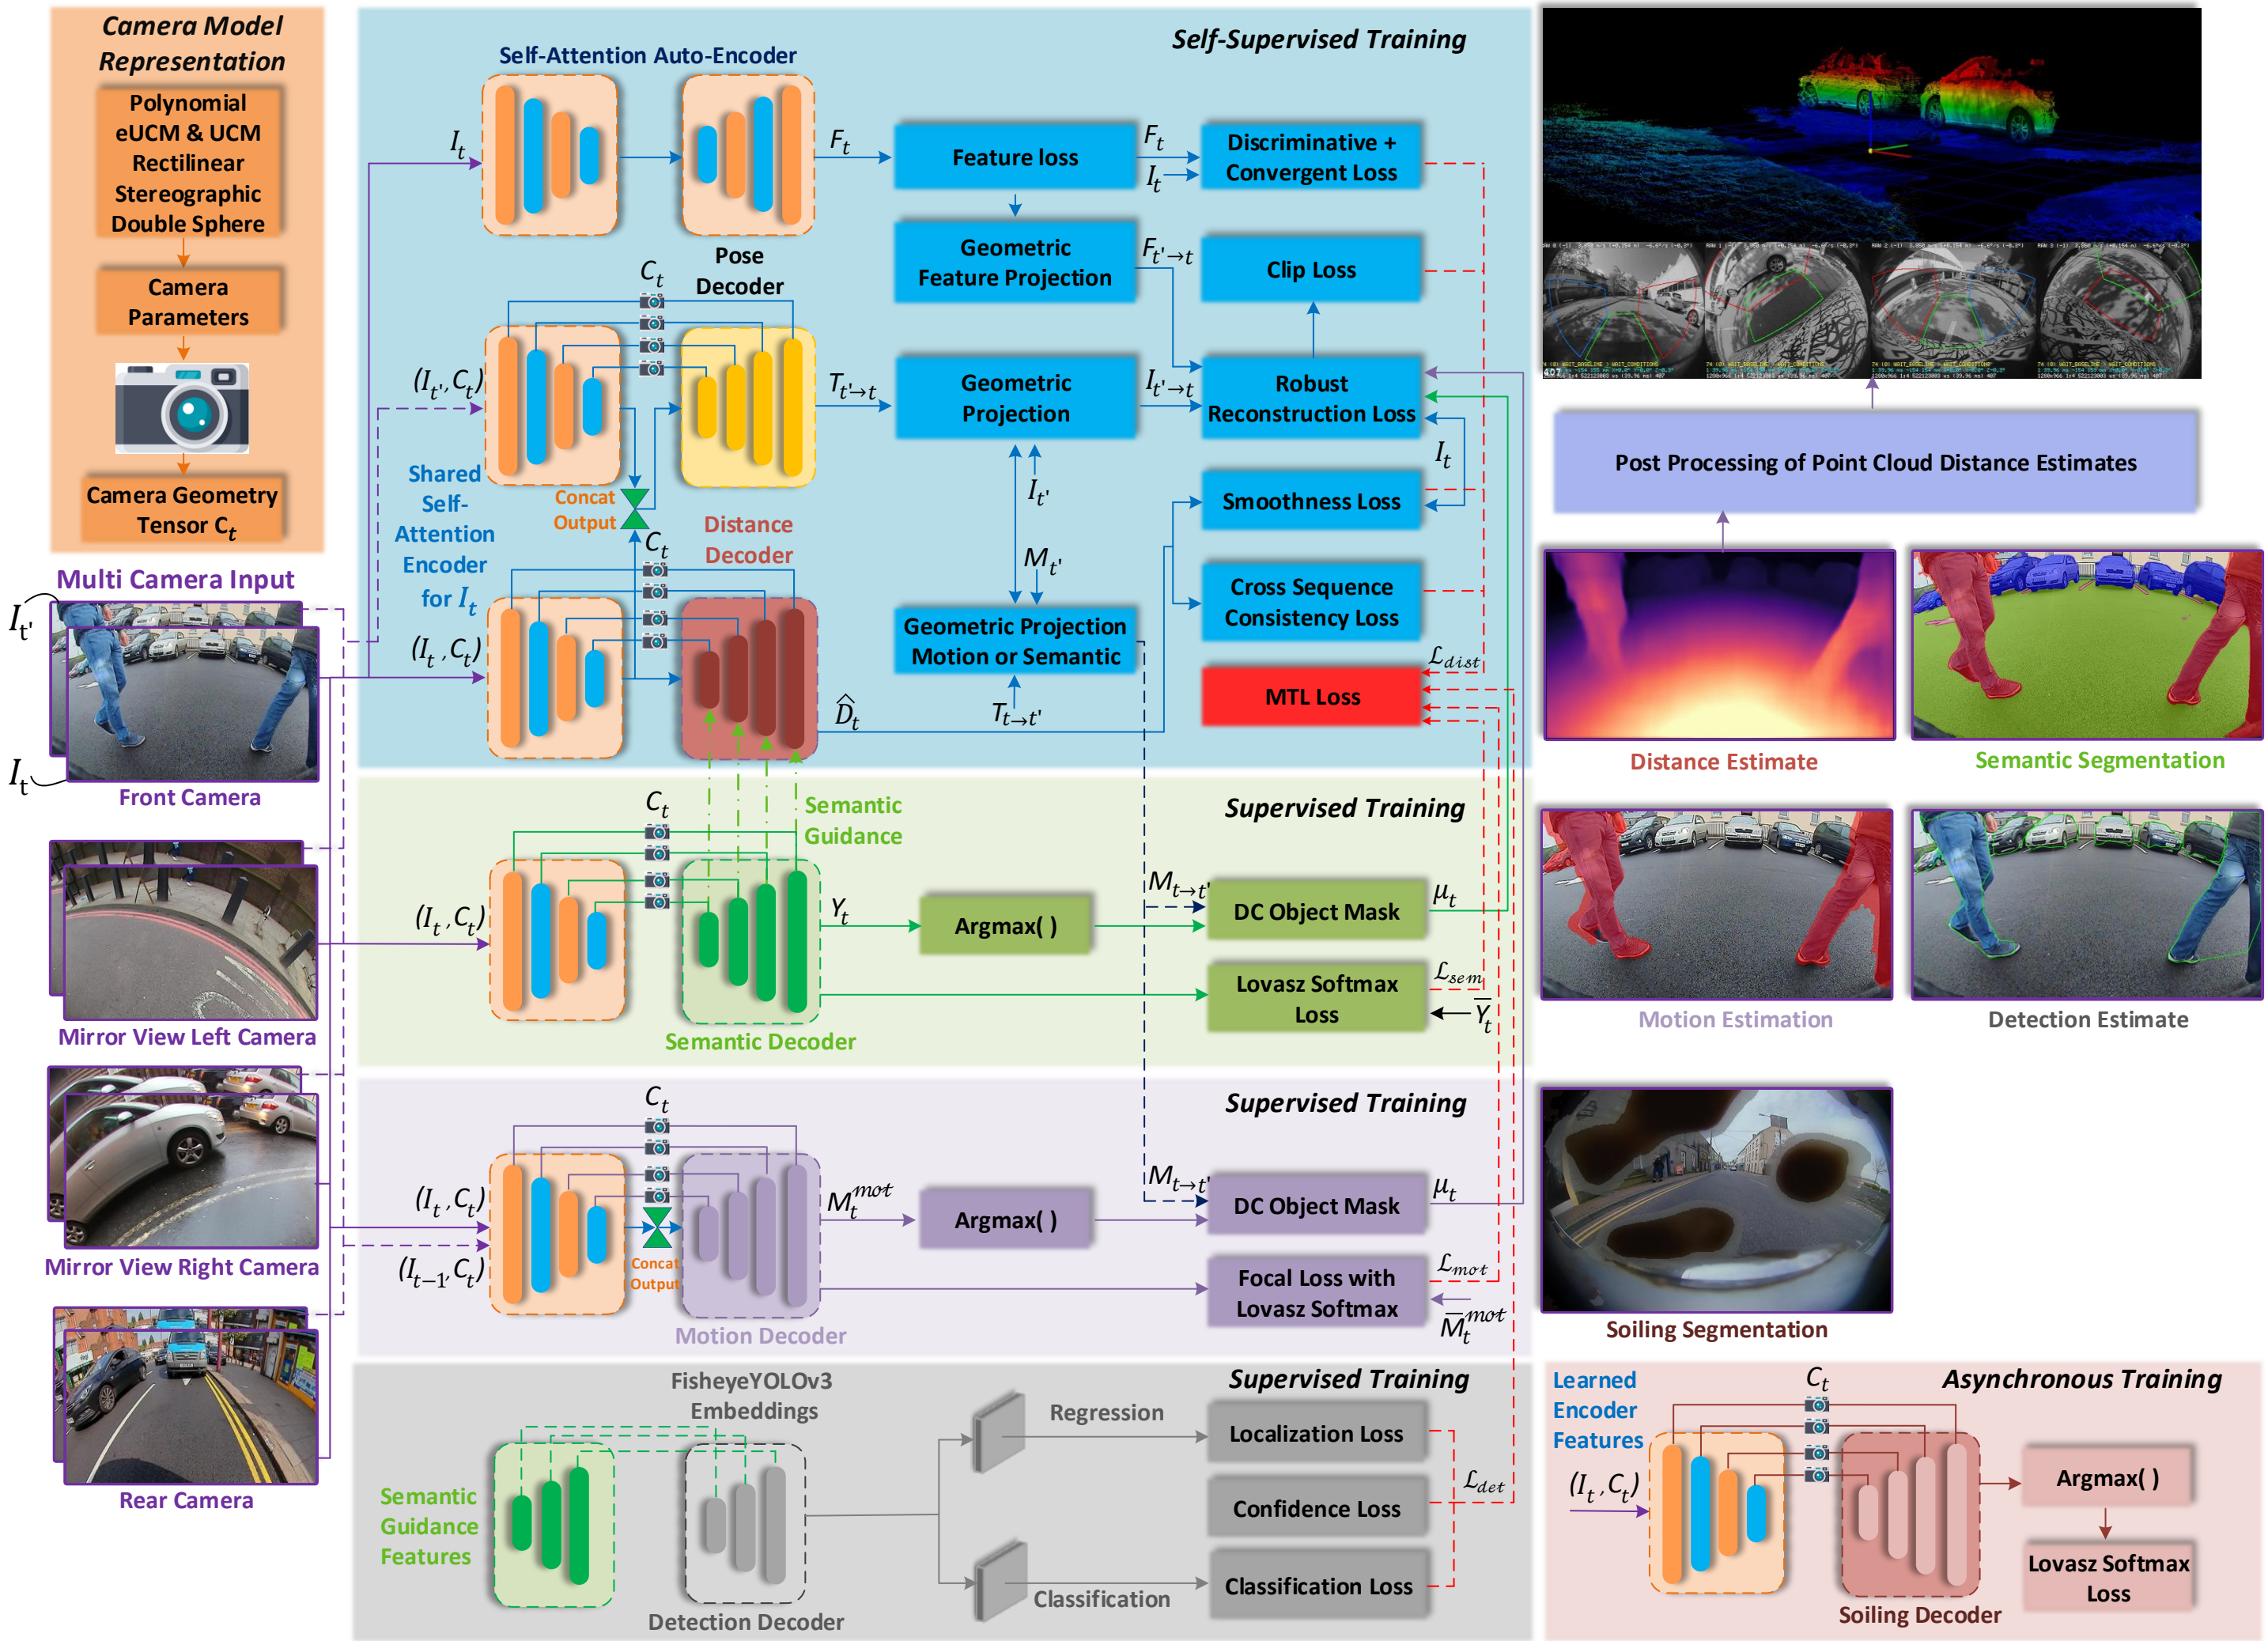 Camera Model
Representation
Polynomial
eUCM & UCM
Rectilinear
Stereographic
Double Sphere
Camera
Parameters
Camera Geometry
Tensor C_t
Multi Camera Input
I_t'
I_t
Front Camera
Mirror View Left Camera
Mirror View Right Camera
Rear Camera
Self-Supervised Training
Self-Attention Auto-Encoder
I_t
F_t
Feature loss
F_t
I_t
Discriminative +
Convergent Loss
Geometric
Feature Projection
F_t'→t
Clip Loss
Pose
Decoder
C_t
(I_t', C_t)
T_t'→t
Geometric
Projection
I_t'→t
Robust
Reconstruction Loss
I_t
I_t'
Shared
Self-
Attention
Encoder
for I_t
Concat
Output
Distance
Decoder
C_t
Smoothness Loss
M_t'
Cross Sequence
Consistency Loss
(I_t, C_t)
Geometric Projection
Motion or Semantic
T_t→t'
D̂_t
ℒ_dist
MTL Loss
Supervised Training
Semantic
Guidance
C_t
(I_t, C_t)
Y_t
Argmax( )
M_t→t'
DC Object Mask
μ_t
Lovasz Softmax
Loss
ℒ_sem
Y̅_t
Semantic Decoder
Supervised Training
C_t
(I_t, C_t)
(I_t−1, C_t)
Concat
Output
M_t^mot
Argmax( )
M_t→t'
DC Object Mask
μ_t
Focal Loss with
Lovasz Softmax
ℒ_mot
M̅_t^mot
Motion Decoder
Supervised Training
FisheyeYOLOv3
Embeddings
Semantic
Guidance
Features
Detection Decoder
Regression
Classification
Localization Loss
Confidence Loss
Classification Loss
ℒ_det
Post Processing of Point Cloud Distance Estimates
Distance Estimate
Semantic Segmentation
Motion Estimation
Detection Estimate
Soiling Segmentation
Asynchronous Training
Learned
Encoder
Features
C_t
(I_t, C_t)
Argmax( )
Lovasz Softmax
Loss
Soiling Decoder